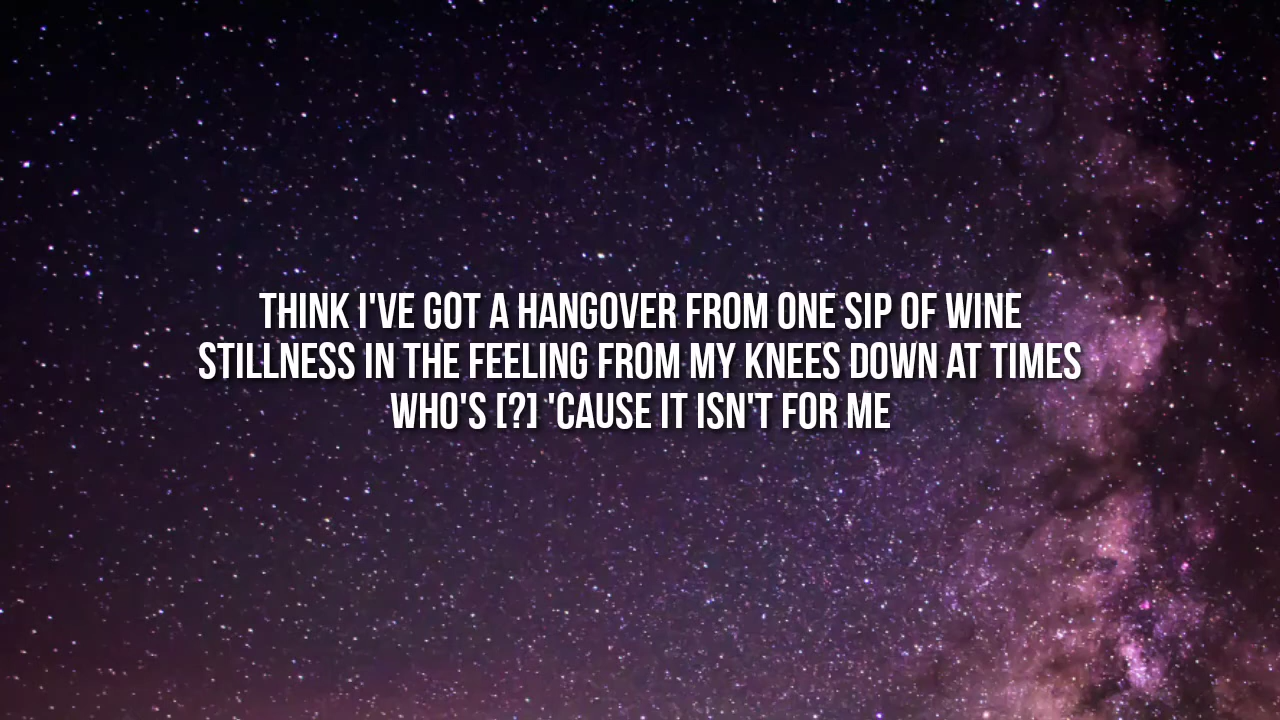 THINK I'VE GOT A HANGOVER FROM ONE SIP OF WINE
STILLNESS IN THE FEELING FROM MY KNEES DOWN AT TIMES
WHO'S [?] 'CAUSE IT ISN'T FOR ME